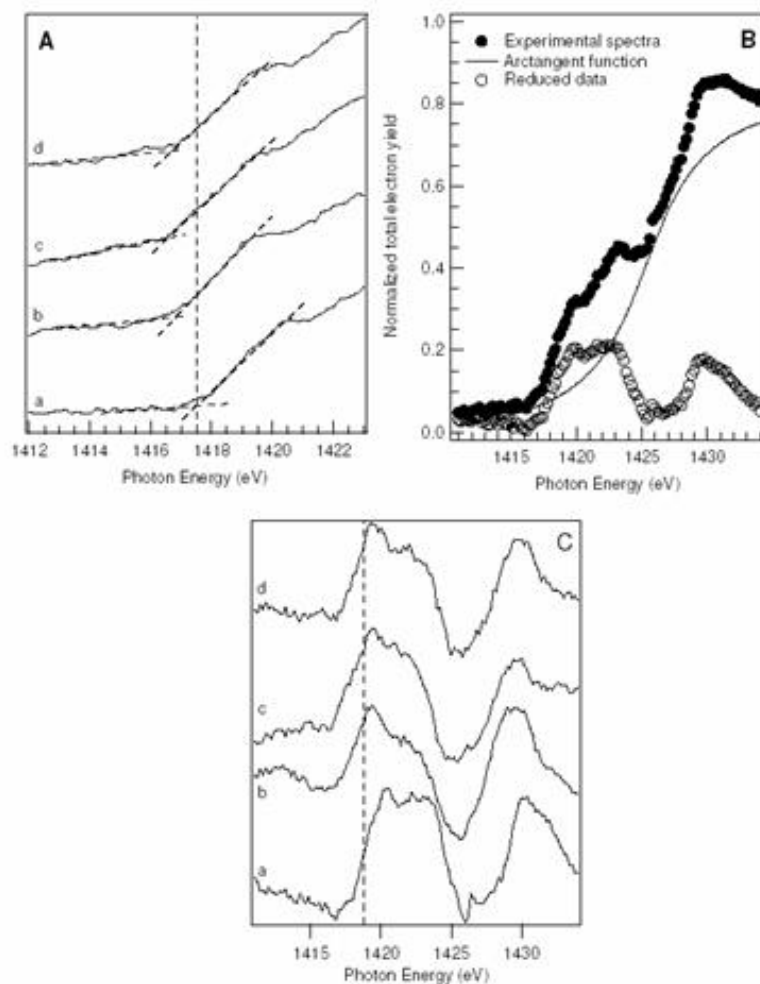 A
d
c
b
a
1412 1414 1416 1418 1420 1422
Photon Energy (eV)
B
Experimental spectra
Arctangent function
Reduced data
Normalized total electron yield
1.0
0.8
0.6
0.4
0.2
0.0
1415 1420 1425 1430
Photon Energy (eV)
C
d
c
b
a
1415 1420 1425 1430
Photon Energy (eV)